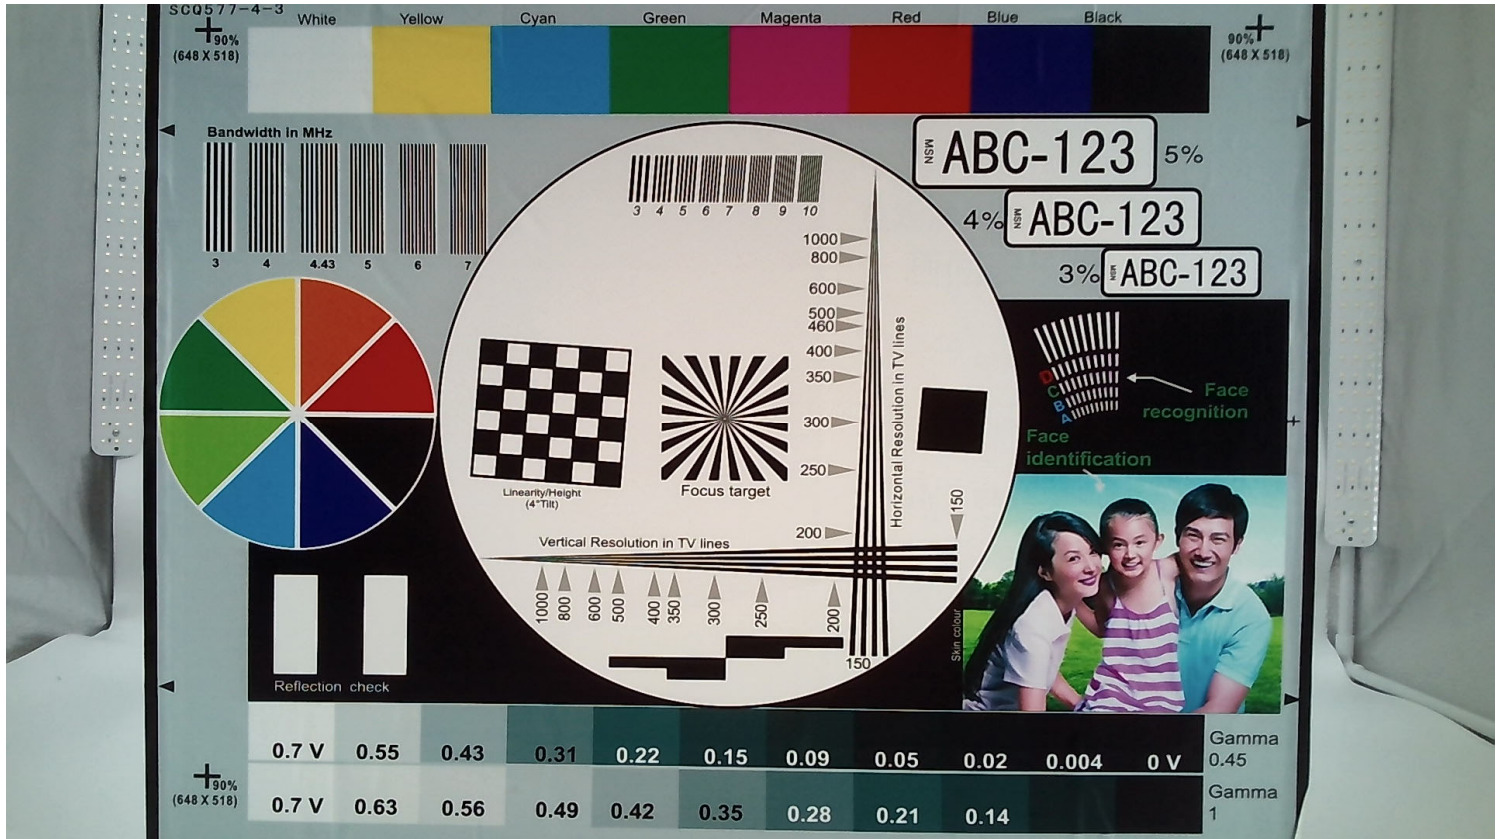 SCQ577-4-3
White Yellow Cyan Green Magenta Red Blue Black
90%
(648 X 518)
90%
(648 X 518)
Bandwidth in MHz
3 4 4.43 5 6 7
3 4 5 6 7 8 9 10
MSN ABC-123 5%
4% MSN ABC-123
3% MSN ABC-123
1000
800
600
500
460
400
350
300
250
200
Horizontal Resolution in TV lines
150
Linearity/Height
(4°Tilt)
Focus target
Vertical Resolution in TV lines
1000 800 600 500 400 350 300 250 200
150
D
C
B
A
Face
recognition
Face
identification
Skin colour
Reflection check
0.7 V 0.55 0.43 0.31 0.22 0.15 0.09 0.05 0.02 0.004 0 V
Gamma
0.45
0.7 V 0.63 0.56 0.49 0.42 0.35 0.28 0.21 0.14
Gamma
1
90%
(648 X 518)